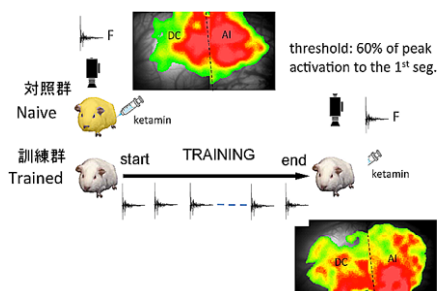 F
DC
AI
threshold: 60% of peak
activation to the 1st seg.
対照群
Naive
ketamin
F
訓練群
Trained
start
TRAINING
end
ketamin
DC
AI